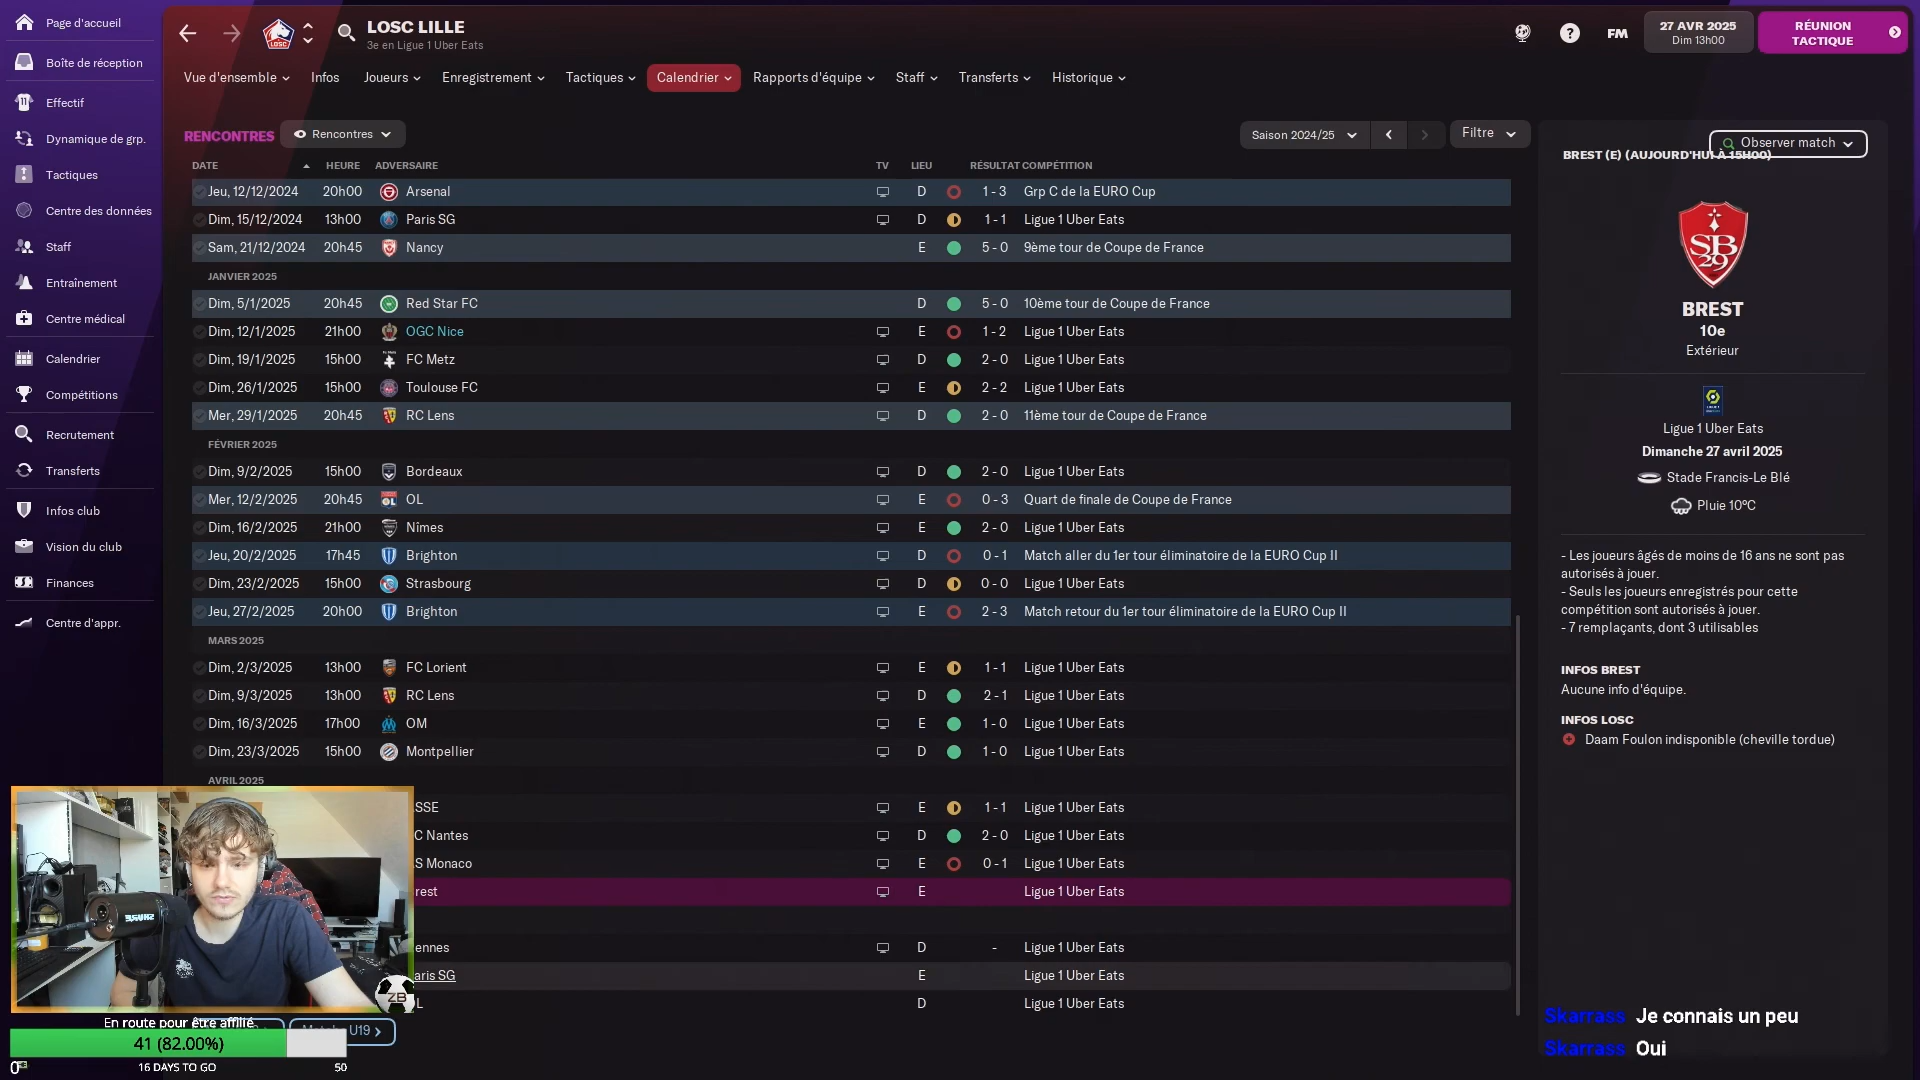 Page d'accueil
Boîte de réception
Effectif
Dynamique de grp.
Tactiques
Centre des données
Staff
Entraînement
Centre médical
Calendrier
Compétitions
Recrutement
Transferts
Infos club
Vision du club
Finances
Centre d'appr.
LOSC LILLE
3e en Ligue 1 Uber Eats
FM
27 AVR 2025
Dim 13h00
RÉUNION
TACTIQUE
Vue d'ensemble Infos Joueurs Enregistrement Tactiques Calendrier Rapports d'équipe Staff Transferts Historique
RENCONTRES Rencontres Saison 2024/25 Filtre
DATE HEURE ADVERSAIRE TV LIEU RÉSULTAT COMPÉTITION
Jeu, 12/12/2024 20h00 Arsenal D 1 - 3 Grp C de la EURO Cup
Dim, 15/12/2024 13h00 Paris SG D 1 - 1 Ligue 1 Uber Eats
Sam, 21/12/2024 20h45 Nancy E 5 - 0 9ème tour de Coupe de France
JANVIER 2025
Dim, 5/1/2025 20h45 Red Star FC D 5 - 0 10ème tour de Coupe de France
Dim, 12/1/2025 21h00 OGC Nice E 1 - 2 Ligue 1 Uber Eats
Dim, 19/1/2025 15h00 FC Metz D 2 - 0 Ligue 1 Uber Eats
Dim, 26/1/2025 15h00 Toulouse FC E 2 - 2 Ligue 1 Uber Eats
Mer, 29/1/2025 20h45 RC Lens D 2 - 0 11ème tour de Coupe de France
FÉVRIER 2025
Dim, 9/2/2025 15h00 Bordeaux D 2 - 0 Ligue 1 Uber Eats
Mer, 12/2/2025 20h45 OL E 0 - 3 Quart de finale de Coupe de France
Dim, 16/2/2025 21h00 Nîmes E 2 - 0 Ligue 1 Uber Eats
Jeu, 20/2/2025 17h45 Brighton D 0 - 1 Match aller du 1er tour éliminatoire de la EURO Cup II
Dim, 23/2/2025 15h00 Strasbourg D 0 - 0 Ligue 1 Uber Eats
Jeu, 27/2/2025 20h00 Brighton E 2 - 3 Match retour du 1er tour éliminatoire de la EURO Cup II
MARS 2025
Dim, 2/3/2025 13h00 FC Lorient E 1 - 1 Ligue 1 Uber Eats
Dim, 9/3/2025 13h00 RC Lens D 2 - 1 Ligue 1 Uber Eats
Dim, 16/3/2025 17h00 OM E 1 - 0 Ligue 1 Uber Eats
Dim, 23/3/2025 15h00 Montpellier D 1 - 0 Ligue 1 Uber Eats
AVRIL 2025
SSE E 1 - 1 Ligue 1 Uber Eats
C Nantes D 2 - 0 Ligue 1 Uber Eats
S Monaco E 0 - 1 Ligue 1 Uber Eats
rest E Ligue 1 Uber Eats
ennes D - Ligue 1 Uber Eats
aris SG E Ligue 1 Uber Eats
L D Ligue 1 Uber Eats
U19
Observer match
BREST (E) (AUJOURD'HUI À 15H00)
SB
29
BREST
10e
Extérieur
Ligue 1 Uber Eats
Dimanche 27 avril 2025
Stade Francis-Le Blé
Pluie 10°C
- Les joueurs âgés de moins de 16 ans ne sont pas
autorisés à jouer.
- Seuls les joueurs enregistrés pour cette
compétition sont autorisés à jouer.
- 7 remplaçants, dont 3 utilisables
INFOS BREST
Aucune info d'équipe.
INFOS LOSC
Daam Foulon indisponible (cheville tordue)
ZB
En route pour être affilié
41 (82.00%)
0 16 DAYS TO GO 50
Skarrass Je connais un peu
Skarrass Oui